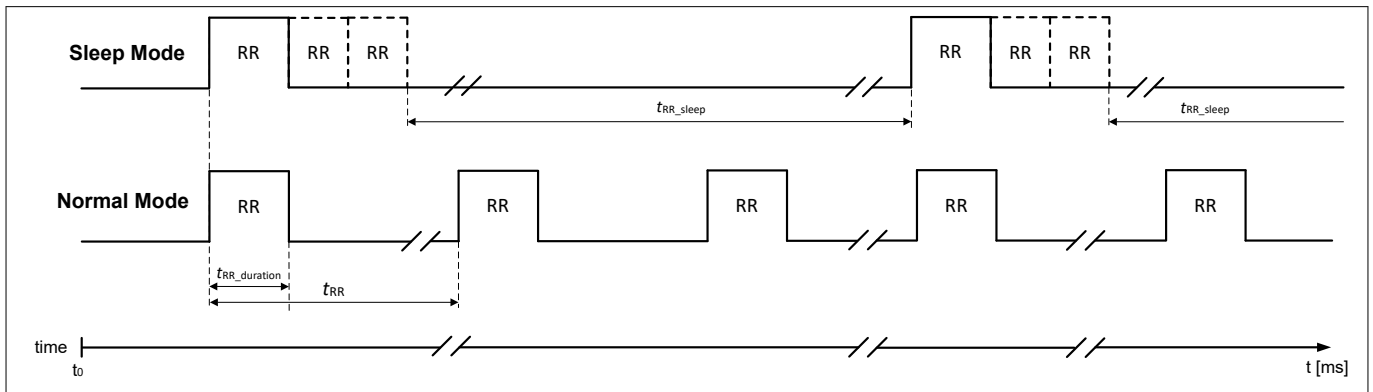 Sleep Mode RR RR RR RR RR RR
tRR_sleep tRR_sleep
Normal Mode RR RR RR RR RR
tRR_duration
tRR
time
t0 t [ms]